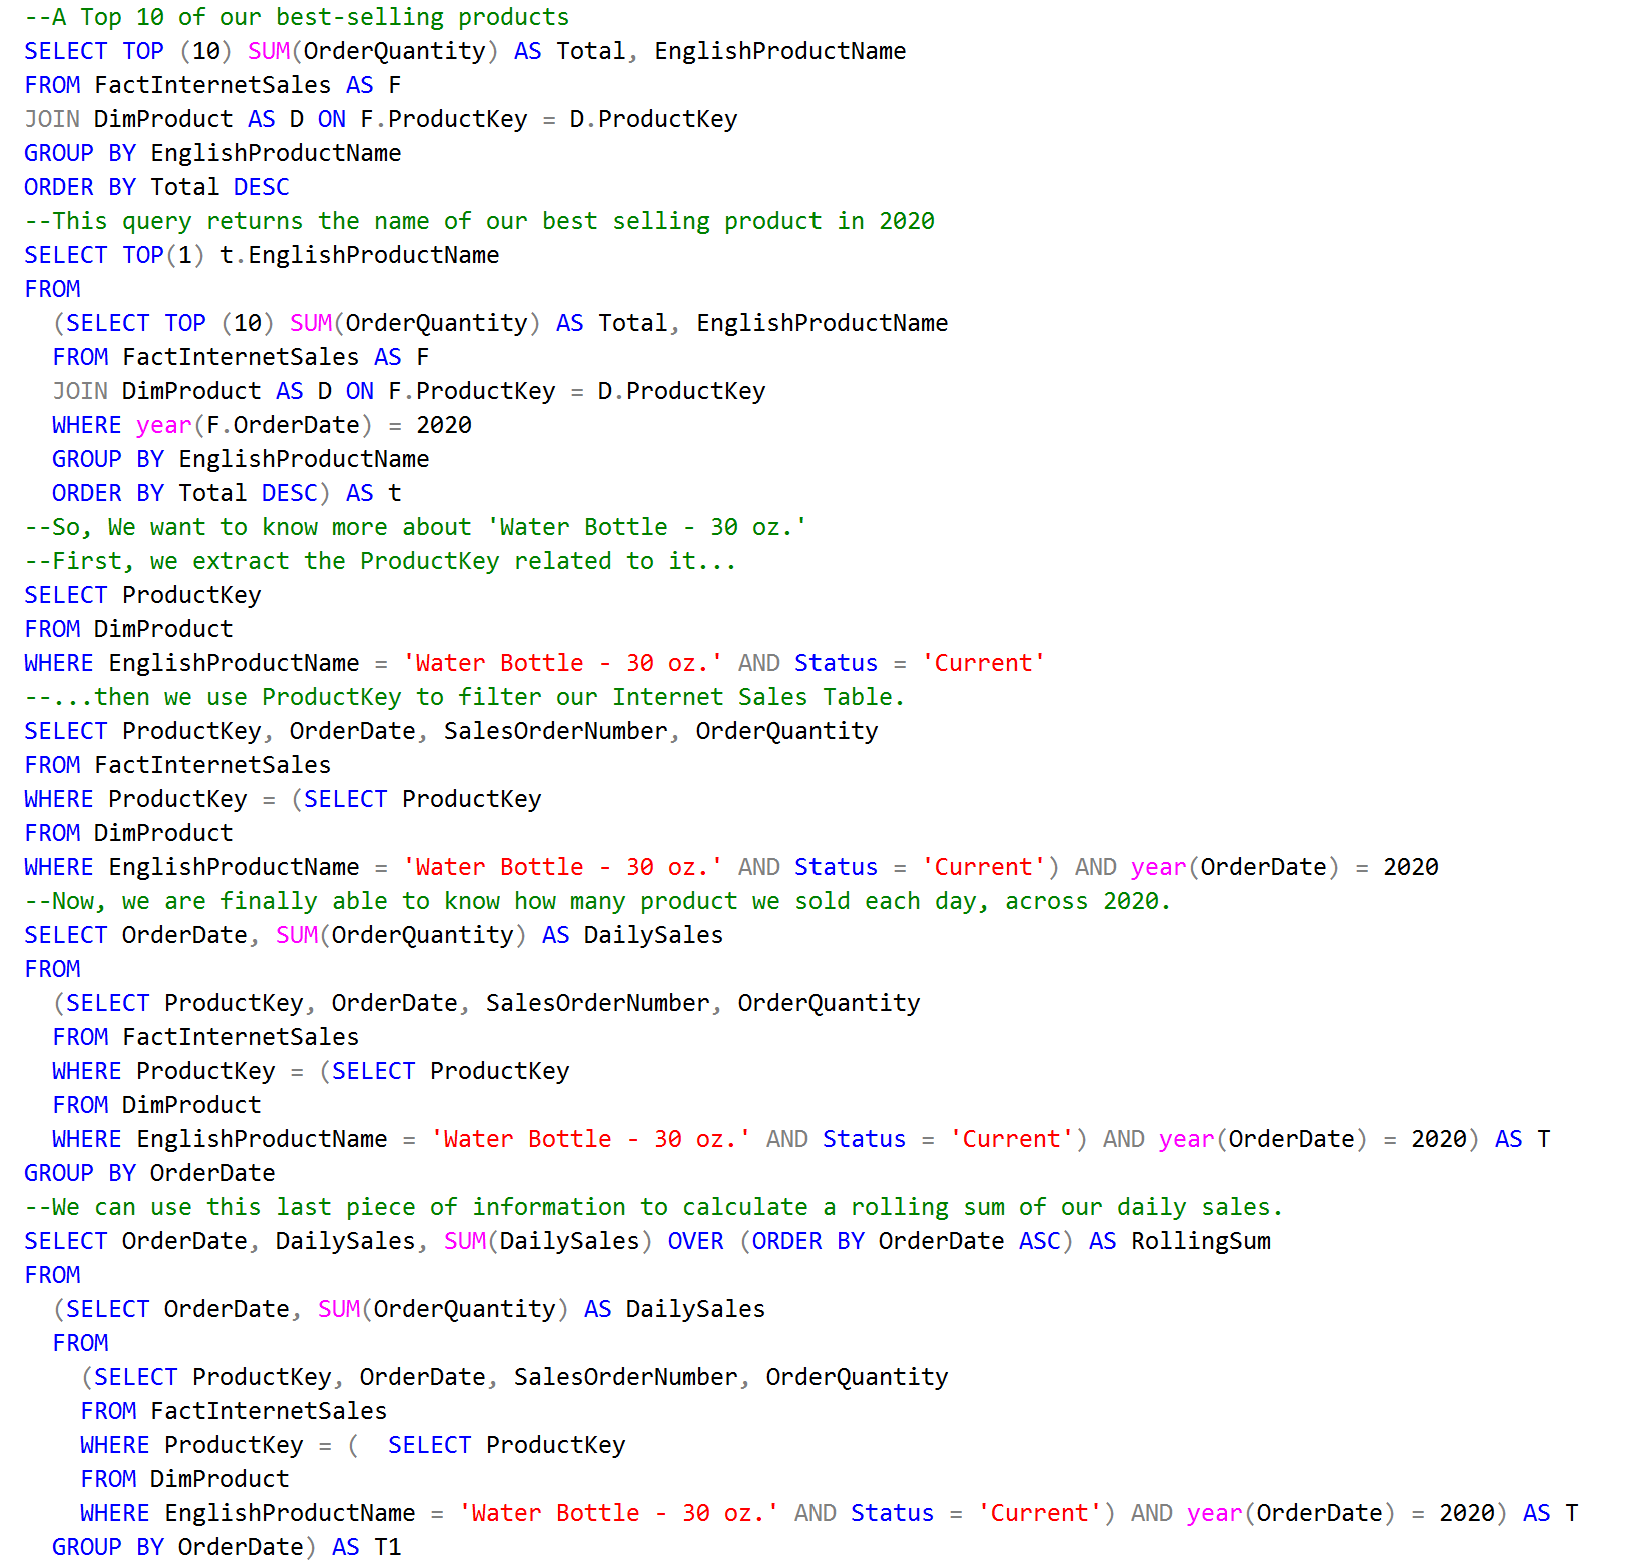 --A Top 10 of our best-selling products
SELECT TOP (10) SUM(OrderQuantity) AS Total, EnglishProductName
FROM FactInternetSales AS F
JOIN DimProduct AS D ON F.ProductKey = D.ProductKey
GROUP BY EnglishProductName
ORDER BY Total DESC
--This query returns the name of our best selling product in 2020
SELECT TOP(1) t.EnglishProductName
FROM
  (SELECT TOP (10) SUM(OrderQuantity) AS Total, EnglishProductName
  FROM FactInternetSales AS F
  JOIN DimProduct AS D ON F.ProductKey = D.ProductKey
  WHERE year(F.OrderDate) = 2020
  GROUP BY EnglishProductName
  ORDER BY Total DESC) AS t
--So, We want to know more about 'Water Bottle - 30 oz.'
--First, we extract the ProductKey related to it...
SELECT ProductKey
FROM DimProduct
WHERE EnglishProductName = 'Water Bottle - 30 oz.' AND Status = 'Current'
--...then we use ProductKey to filter our Internet Sales Table.
SELECT ProductKey, OrderDate, SalesOrderNumber, OrderQuantity
FROM FactInternetSales
WHERE ProductKey = (SELECT ProductKey
FROM DimProduct
WHERE EnglishProductName = 'Water Bottle - 30 oz.' AND Status = 'Current') AND year(OrderDate) = 2020
--Now, we are finally able to know how many product we sold each day, across 2020.
SELECT OrderDate, SUM(OrderQuantity) AS DailySales
FROM
  (SELECT ProductKey, OrderDate, SalesOrderNumber, OrderQuantity
  FROM FactInternetSales
  WHERE ProductKey = (SELECT ProductKey
  FROM DimProduct
  WHERE EnglishProductName = 'Water Bottle - 30 oz.' AND Status = 'Current') AND year(OrderDate) = 2020) AS T
GROUP BY OrderDate
--We can use this last piece of information to calculate a rolling sum of our daily sales.
SELECT OrderDate, DailySales, SUM(DailySales) OVER (ORDER BY OrderDate ASC) AS RollingSum
FROM
  (SELECT OrderDate, SUM(OrderQuantity) AS DailySales
  FROM
    (SELECT ProductKey, OrderDate, SalesOrderNumber, OrderQuantity
    FROM FactInternetSales
    WHERE ProductKey = (  SELECT ProductKey
    FROM DimProduct
    WHERE EnglishProductName = 'Water Bottle - 30 oz.' AND Status = 'Current') AND year(OrderDate) = 2020) AS T
  GROUP BY OrderDate) AS T1